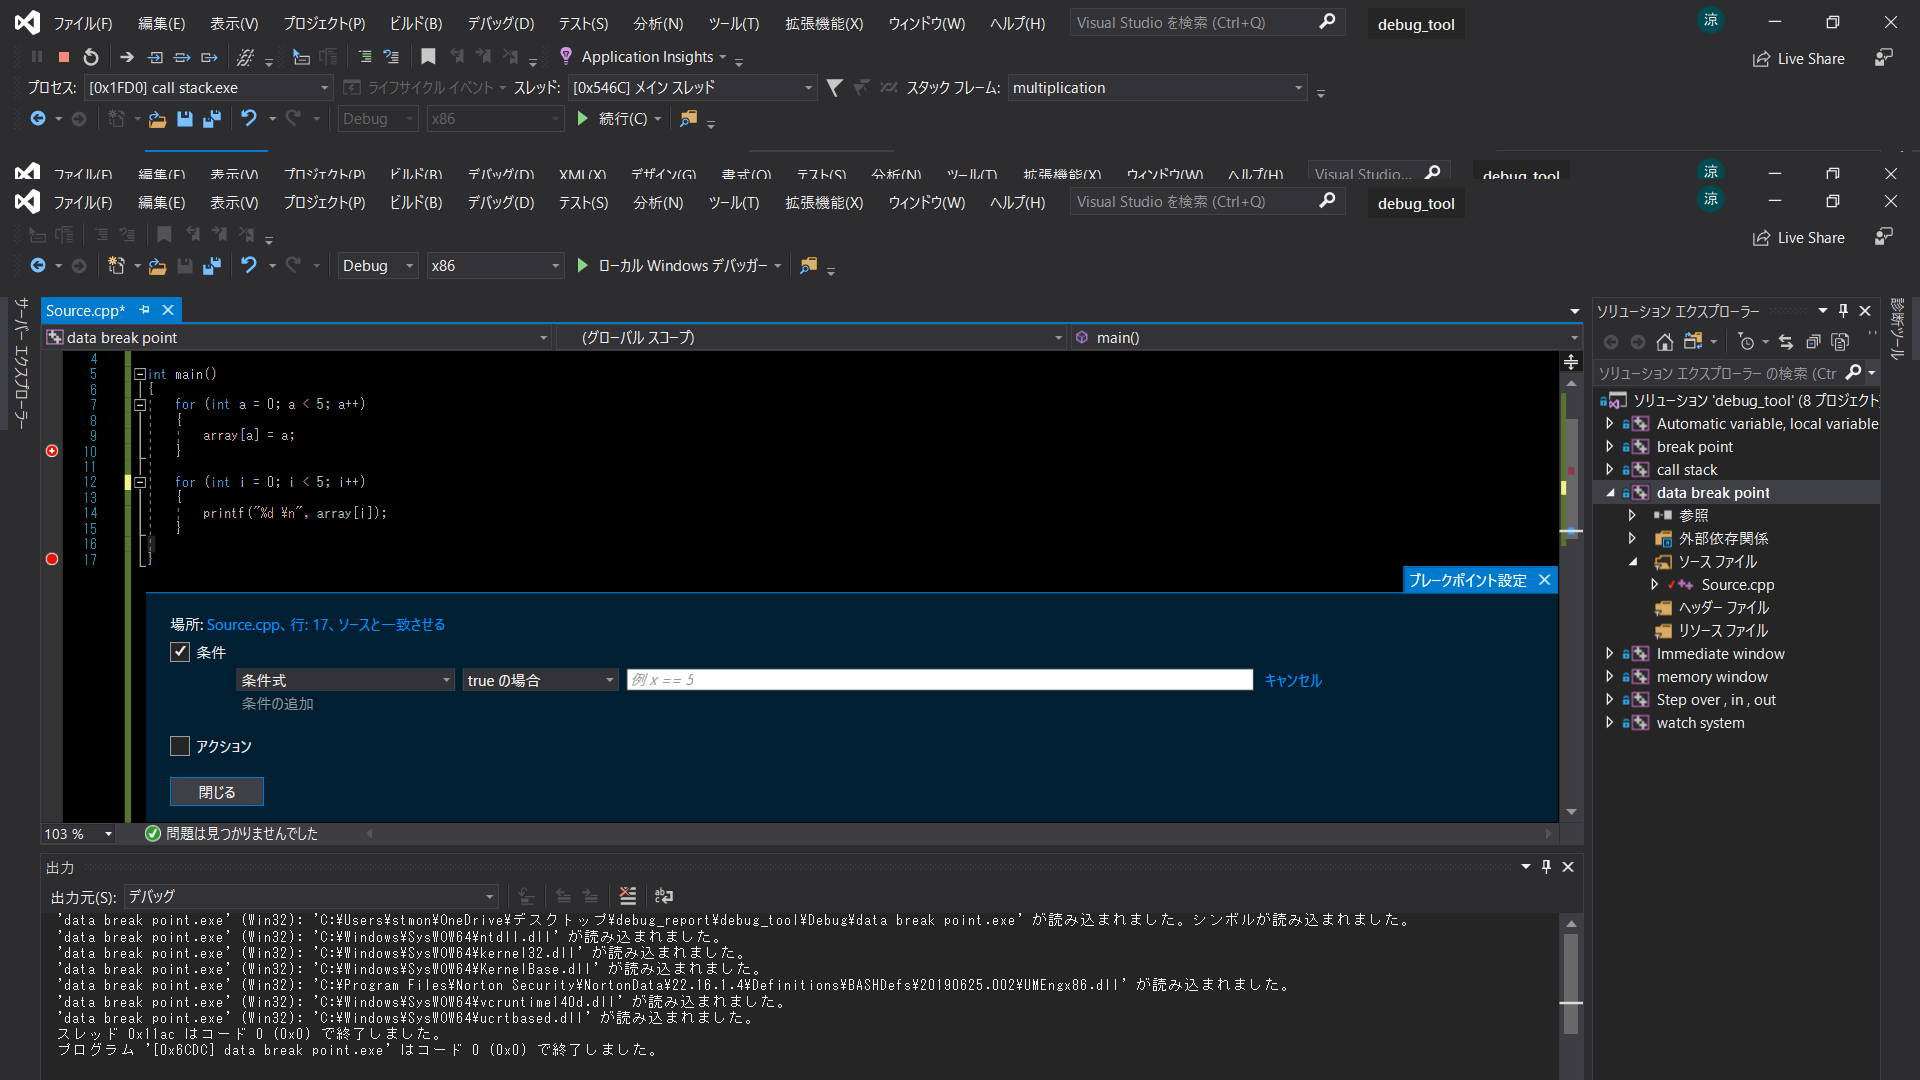 ファイル(F) 編集(E) 表示(V) プロジェクト(P) ビルド(B) デバッグ(D) テスト(S) 分析(N) ツール(T) 拡張機能(X) ウィンドウ(W) ヘルプ(H) Visual Studio を検索 (Ctrl+Q) debug_tool 涼
Application Insights Live Share
プロセス: [0x1FD0] call stack.exe ライフサイクル イベント スレッド: [0x546C] メイン スレッド スタック フレーム: multiplication
Debug x86 続行(C)
ファイル(F) 編集(E) 表示(V) プロジェクト(P) ビルド(B) デバッグ(D) XML(X) デザイン(G) 書式(O) テスト(S) 分析(N) ツール(T) 拡張機能(X) ウィンドウ(W) ヘルプ(H) Visual Studio... debug_tool 涼
ファイル(F) 編集(E) 表示(V) プロジェクト(P) ビルド(B) デバッグ(D) テスト(S) 分析(N) ツール(T) 拡張機能(X) ウィンドウ(W) ヘルプ(H) Visual Studio を検索 (Ctrl+Q) debug_tool 涼
Live Share
Debug x86 ローカル Windows デバッガー
サーバー エクスプローラー
Source.cpp*
data break point (グローバル スコープ) main()
4
5 int main()
6 {
7 for (int a = 0; a < 5; a++)
8 {
9 array[a] = a;
10 }
11
12 for (int i = 0; i < 5; i++)
13 {
14 printf("%d ¥n", array[i]);
15 }
16
17 }
ブレークポイント設定
場所: Source.cpp、行: 17、ソースと一致させる
条件
条件式 true の場合 例 x == 5 キャンセル
条件の追加
アクション
閉じる
103 % 問題は見つかりませんでした
出力
出力元(S): デバッグ
'data break point.exe' (Win32): 'C:¥Users¥stmon¥OneDrive¥デスクトップ¥debug_report¥debug_tool¥Debug¥data break point.exe' が読み込まれました。シンボルが読み込まれました。
'data break point.exe' (Win32): 'C:¥Windows¥SysWOW64¥ntdll.dll' が読み込まれました。
'data break point.exe' (Win32): 'C:¥Windows¥SysWOW64¥kernel32.dll' が読み込まれました。
'data break point.exe' (Win32): 'C:¥Windows¥SysWOW64¥KernelBase.dll' が読み込まれました。
'data break point.exe' (Win32): 'C:¥Program Files¥Norton Security¥NortonData¥22.16.1.4¥Definitions¥BASHDefs¥20190625.002¥UMEngx86.dll' が読み込まれました。
'data break point.exe' (Win32): 'C:¥Windows¥SysWOW64¥vcruntime140d.dll' が読み込まれました。
'data break point.exe' (Win32): 'C:¥Windows¥SysWOW64¥ucrtbased.dll' が読み込まれました。
スレッド 0x11ac はコード 0 (0x0) で終了しました。
プログラム '[0x6CDC] data break point.exe' はコード 0 (0x0) で終了しました。
ソリューション エクスプローラー
ソリューション エクスプローラー の検索 (Ctr
ソリューション 'debug_tool' (8 プロジェクト)
Automatic variable, local variable
break point
call stack
data break point
参照
外部依存関係
ソース ファイル
Source.cpp
ヘッダー ファイル
リソース ファイル
Immediate window
memory window
Step over , in , out
watch system
診断ツール